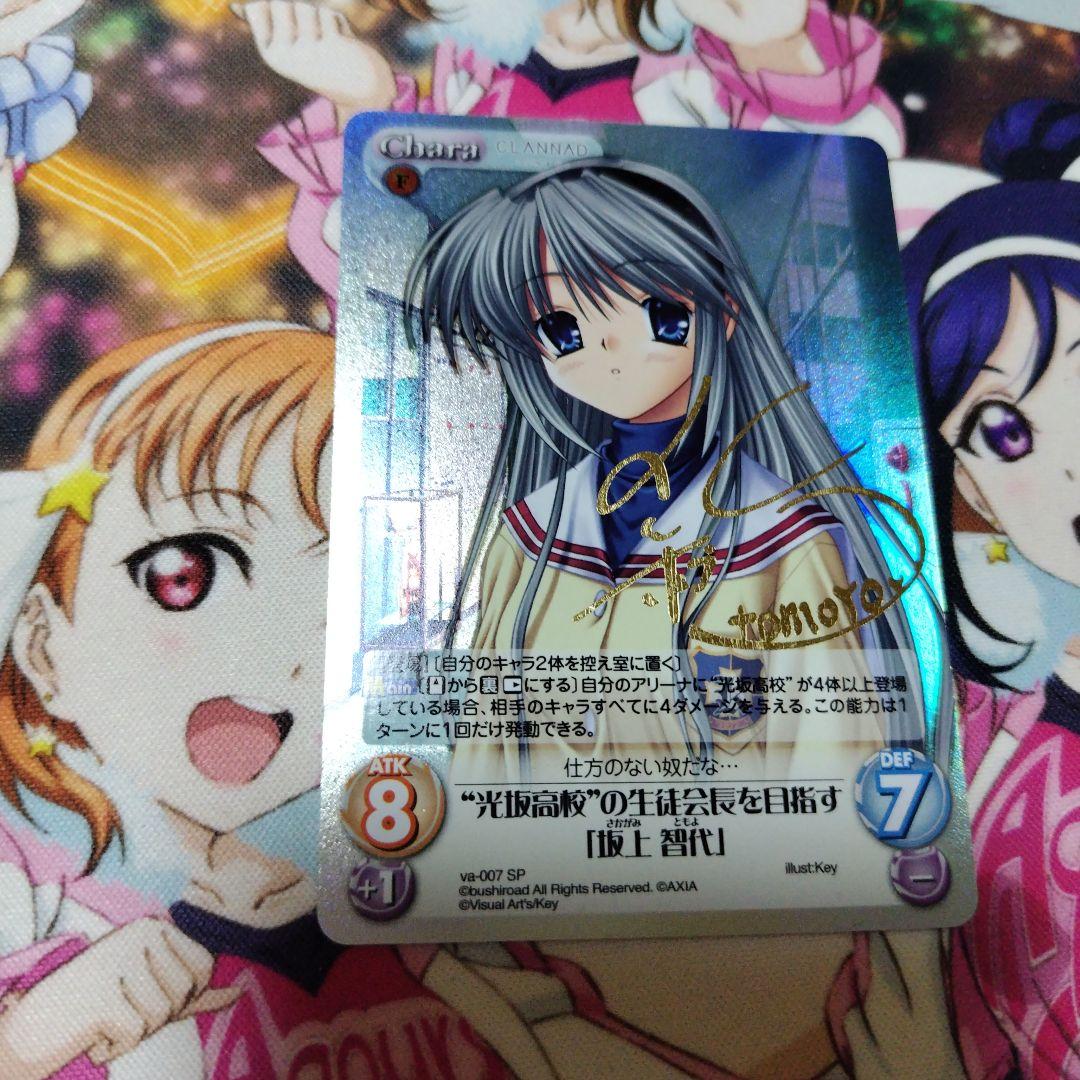 Chara CLANNAD
F
tomoyo
登場 〔自分のキャラ2体を控え室に置く〕
Main 〔から裏にする〕自分のアリーナに“光坂高校”が4体以上登場
している場合、相手のキャラすべてに4ダメージを与える。この能力は1
ターンに1回だけ発動できる。
仕方のない奴だな…
ATK 8
DEF 7
“光坂高校”の生徒会長を目指す
さかがみ ともよ
「坂上 智代」
+1
−
va-007 SP
illust:Key
©bushiroad All Rights Reserved. ©AXIA
©Visual Art's/Key